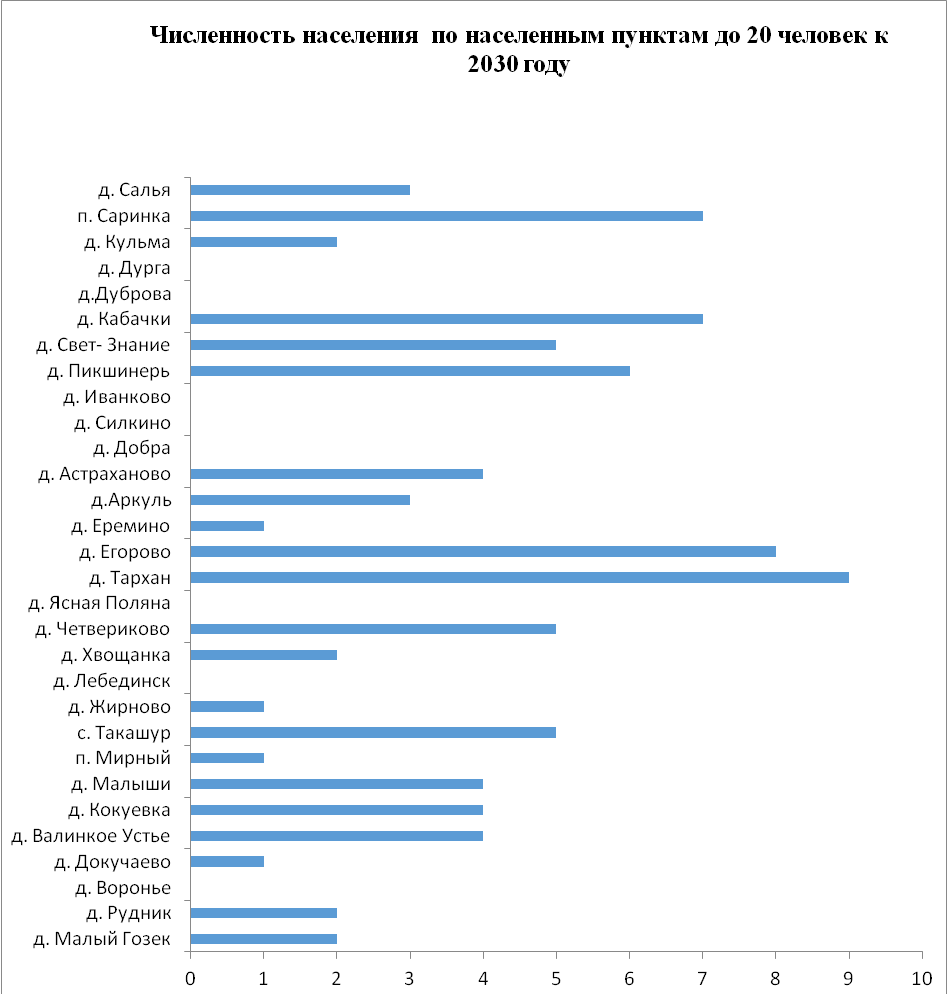 Численность населения по населенным пунктам до 20 человек к
2030 году
д. Салья
п. Саринка
д. Кульма
д. Дурга
д.Дуброва
д. Кабачки
д. Свет- Знание
д. Пикшинерь
д. Иванково
д. Силкино
д. Добра
д. Астраханово
д.Аркуль
д. Еремино
д. Егорово
д. Тархан
д. Ясная Поляна
д. Четвериково
д. Хвощанка
д. Лебединск
д. Жирново
с. Такашур
п. Мирный
д. Малыши
д. Кокуевка
д. Валинкое Устье
д. Докучаево
д. Воронье
д. Рудник
д. Малый Гозек
0 1 2 3 4 5 6 7 8 9 10